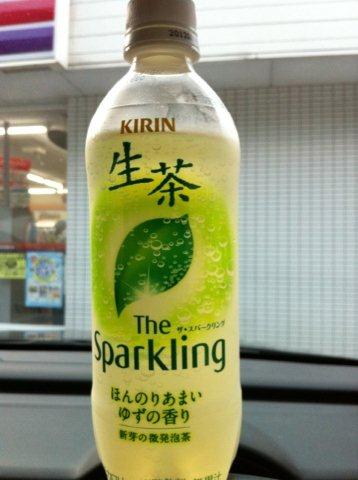 KIRIN
生茶
The
ザ・スパークリング
Sparkling
ほんのりあまい
ゆずの香り
新芽の微発泡茶